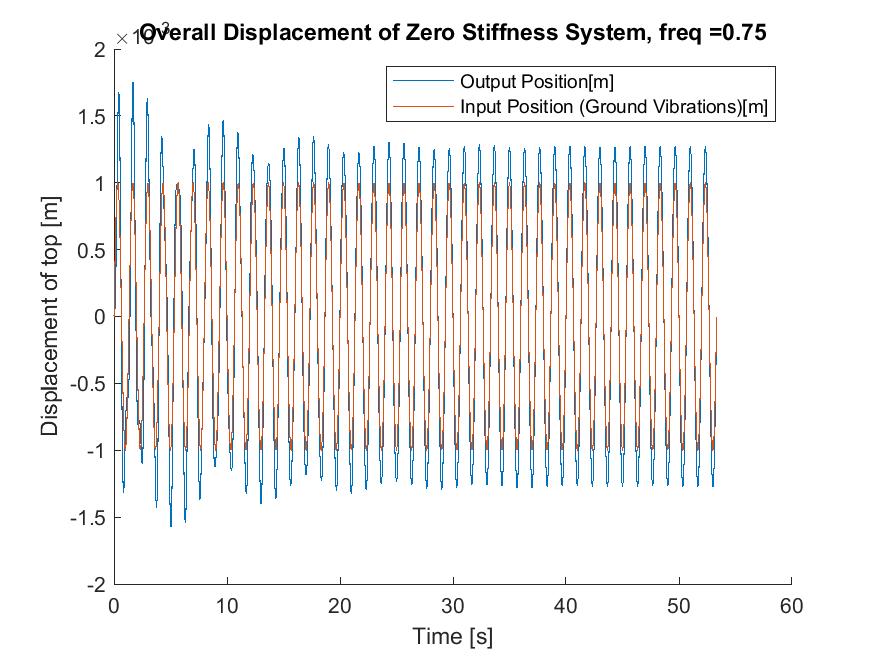 ×10-3
Overall Displacement of Zero Stiffness System, freq =0.75
Output Position[m]
Input Position (Ground Vibrations)[m]
Displacement of top [m]
2
1.5
1
0.5
0
-0.5
-1
-1.5
-2
0 10 20 30 40 50 60
Time [s]